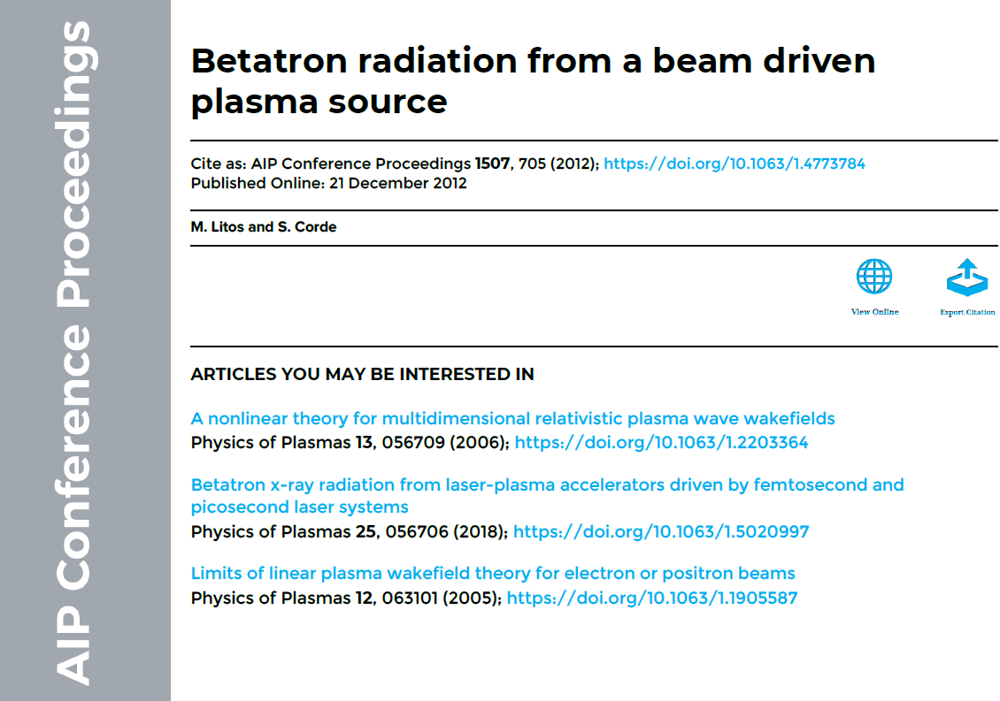 AIP Conference Proceedings
Betatron radiation from a beam driven
plasma source
Cite as: AIP Conference Proceedings 1507, 705 (2012); https://doi.org/10.1063/1.4773784
Published Online: 21 December 2012
M. Litos and S. Corde
View Online
Export Citation
ARTICLES YOU MAY BE INTERESTED IN
A nonlinear theory for multidimensional relativistic plasma wave wakefields
Physics of Plasmas 13, 056709 (2006); https://doi.org/10.1063/1.2203364
Betatron x-ray radiation from laser-plasma accelerators driven by femtosecond and
picosecond laser systems
Physics of Plasmas 25, 056706 (2018); https://doi.org/10.1063/1.5020997
Limits of linear plasma wakefield theory for electron or positron beams
Physics of Plasmas 12, 063101 (2005); https://doi.org/10.1063/1.1905587